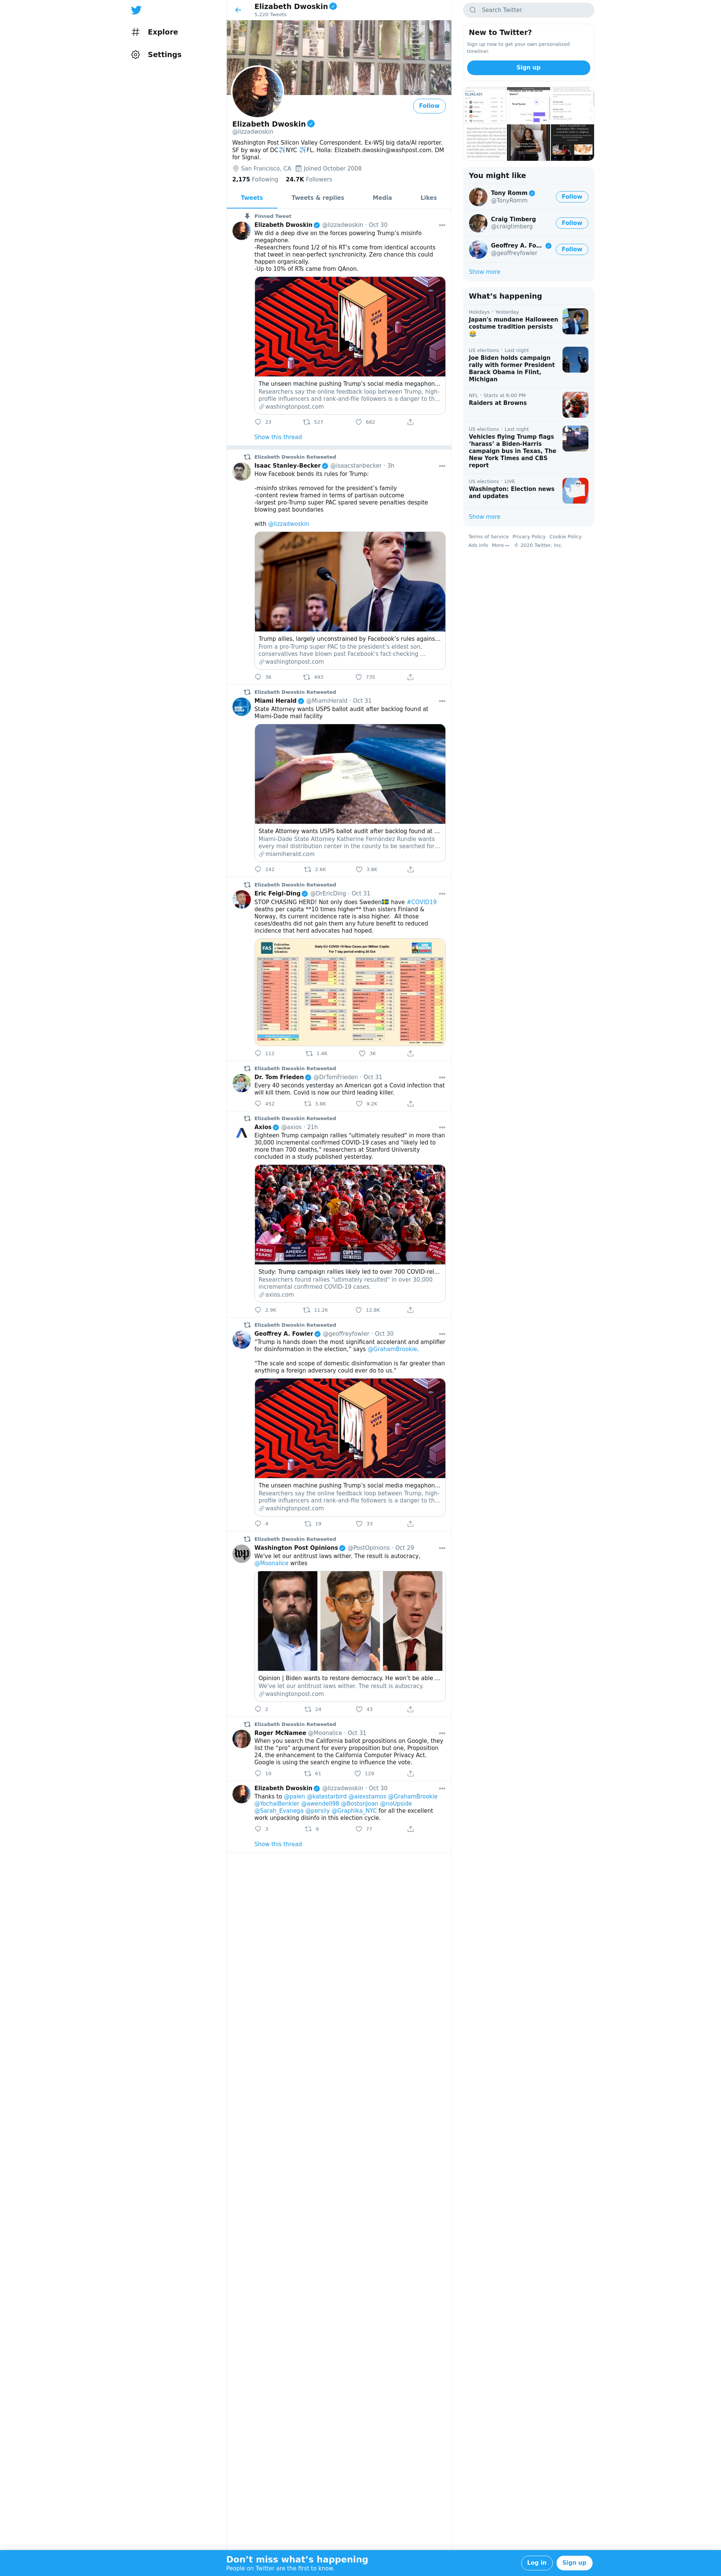 Explore
Settings
Elizabeth Dwoskin
5,220 Tweets
Follow
Elizabeth Dwoskin
@lizzadwoskin
Washington Post Silicon Valley Correspondent. Ex-WSJ big data/AI reporter.
SF by way of DC✈️NYC ✈️FL. Holla: Elizabeth.dwoskin@washpost.com. DM
for Signal.
San Francisco, CA Joined October 2008
2,175 Following 24.7K Followers
Tweets Tweets & replies Media Likes
Pinned Tweet
Elizabeth Dwoskin @lizzadwoskin · Oct 30
We did a deep dive on the forces powering Trump's misinfo
megaphone.
-Researchers found 1/2 of his RT's come from identical accounts
that tweet in near-perfect synchronicity. Zero chance this could
happen organically.
-Up to 10% of RTs came from QAnon.
VOTE
The unseen machine pushing Trump's social media megaphon...
Researchers say the online feedback loop between Trump, high-
profile influencers and rank-and-file followers is a danger to th...
washingtonpost.com
23 527 682
Show this thread
Elizabeth Dwoskin Retweeted
Isaac Stanley-Becker @isaacstanbecker · 3h
How Facebook bends its rules for Trump:
-misinfo strikes removed for the president's family
-content review framed in terms of partisan outcome
-largest pro-Trump super PAC spared severe penalties despite
blowing past boundaries
with @lizzadwoskin
Trump allies, largely unconstrained by Facebook's rules agains...
From a pro-Trump super PAC to the president's eldest son,
conservatives have blown past Facebook's fact-checking ...
washingtonpost.com
36 493 735
Elizabeth Dwoskin Retweeted
Miami Herald @MiamiHerald · Oct 31
State Attorney wants USPS ballot audit after backlog found at
Miami-Dade mail facility
State Attorney wants USPS ballot audit after backlog found at ...
Miami-Dade State Attorney Katherine Fernández Rundle wants
every mail distribution center in the county to be searched for...
miamiherald.com
242 2.6K 3.8K
Elizabeth Dwoskin Retweeted
Eric Feigl-Ding @DrEricDing · Oct 31
STOP CHASING HERD! Not only does Sweden🇸🇪 have #COVID19
deaths per capita **10 times higher** than sisters Finland &
Norway, its current incidence rate is also higher. All those
cases/deaths did not gain them any future benefit to reduced
incidence that herd advocates had hoped.
FAS
Daily EU COVID-19 New Cases per Million Capita
For 7 day period ending 30-Oct
112 1.4K 3K
Elizabeth Dwoskin Retweeted
Dr. Tom Frieden @DrTomFrieden · Oct 31
Every 40 seconds yesterday an American got a Covid infection that
will kill them. Covid is now our third leading killer.
452 3.8K 9.2K
Elizabeth Dwoskin Retweeted
Axios @axios · 21h
Eighteen Trump campaign rallies "ultimately resulted" in more than
30,000 incremental confirmed COVID-19 cases and "likely led to
more than 700 deaths," researchers at Stanford University
concluded in a study published yesterday.
4 MORE YEARS! MAKE AMERICA GREAT AGAIN! COPS
Study: Trump campaign rallies likely led to over 700 COVID-rel...
Researchers found rallies "ultimately resulted" in over 30,000
incremental confirmed COVID-19 cases.
axios.com
2.9K 11.2K 12.8K
Elizabeth Dwoskin Retweeted
Geoffrey A. Fowler @geoffreyfowler · Oct 30
"Trump is hands down the most significant accelerant and amplifier
for disinformation in the election," says @GrahamBrookie.
"The scale and scope of domestic disinformation is far greater than
anything a foreign adversary could ever do to us."
VOTE
The unseen machine pushing Trump's social media megaphon...
Researchers say the online feedback loop between Trump, high-
profile influencers and rank-and-file followers is a danger to th...
washingtonpost.com
4 19 33
Elizabeth Dwoskin Retweeted
wp
Washington Post Opinions @PostOpinions · Oct 29
We've let our antitrust laws wither. The result is autocracy,
@Moonalice writes
Opinion | Biden wants to restore democracy. He won't be able ...
We've let our antitrust laws wither. The result is autocracy.
washingtonpost.com
2 24 43
Elizabeth Dwoskin Retweeted
Roger McNamee @Moonalice · Oct 31
When you search the California ballot propositions on Google, they
list the "pro" argument for every proposition but one, Proposition
24, the enhancement to the California Computer Privacy Act.
Google is using the search engine to influence the vote.
10 61 129
Elizabeth Dwoskin @lizzadwoskin · Oct 30
Thanks to @palen @katestarbird @alexstamos @GrahamBrookie
@YochaiBenkler @awendell98 @BostonJoan @noUpside
@Sarah_Evanega @persily @Graphika_NYC for all the excellent
work unpacking disinfo in this election cycle.
3 9 77
Show this thread
Search Twitter
New to Twitter?
Sign up now to get your own personalized
timeline!
Sign up
You might like
Tony Romm
@TonyRomm
Follow
Craig Timberg
@craigtimberg
Follow
Geoffrey A. Fo...
@geoffreyfowler
Follow
Show more
What's happening
Holidays · Yesterday
Japan's mundane Halloween
costume tradition persists
😂
US elections · Last night
Joe Biden holds campaign
rally with former President
Barack Obama in Flint,
Michigan
NFL · Starts at 6:00 PM
Raiders at Browns
US elections · Last night
Vehicles flying Trump flags
'harass' a Biden-Harris
campaign bus in Texas, The
New York Times and CBS
report
US elections · LIVE
Washington: Election news
and updates
Show more
Terms of Service Privacy Policy Cookie Policy
Ads info More ··· © 2020 Twitter, Inc.
Don't miss what's happening
People on Twitter are the first to know.
Log in Sign up